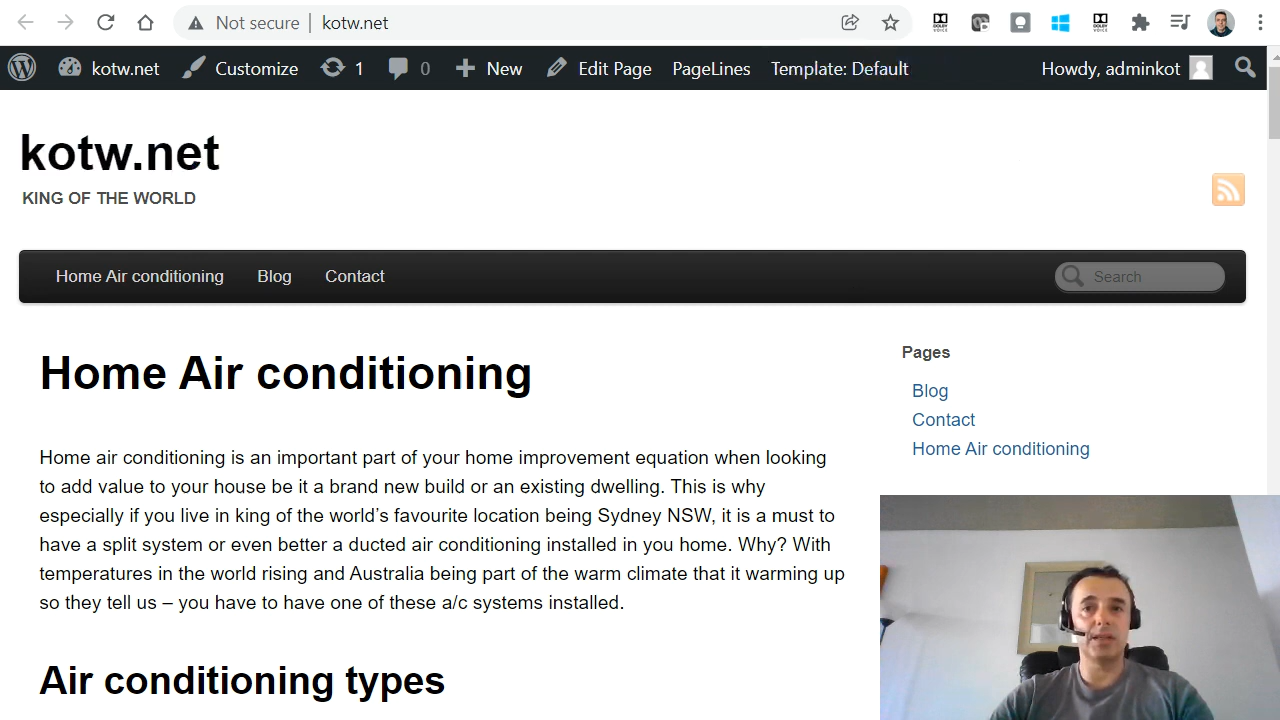 Not secure kotw.net
kotw.net Customize 1 0 New Edit Page PageLines Template: Default Howdy, adminkot
kotw.net
KING OF THE WORLD
Home Air conditioning Blog Contact Search
Home Air conditioning
Home air conditioning is an important part of your home improvement equation when looking
to add value to your house be it a brand new build or an existing dwelling. This is why
especially if you live in king of the world’s favourite location being Sydney NSW, it is a must to
have a split system or even better a ducted air conditioning installed in you home. Why? With
temperatures in the world rising and Australia being part of the warm climate that it warming up
so they tell us – you have to have one of these a/c systems installed.
Air conditioning types
Pages
Blog
Contact
Home Air conditioning